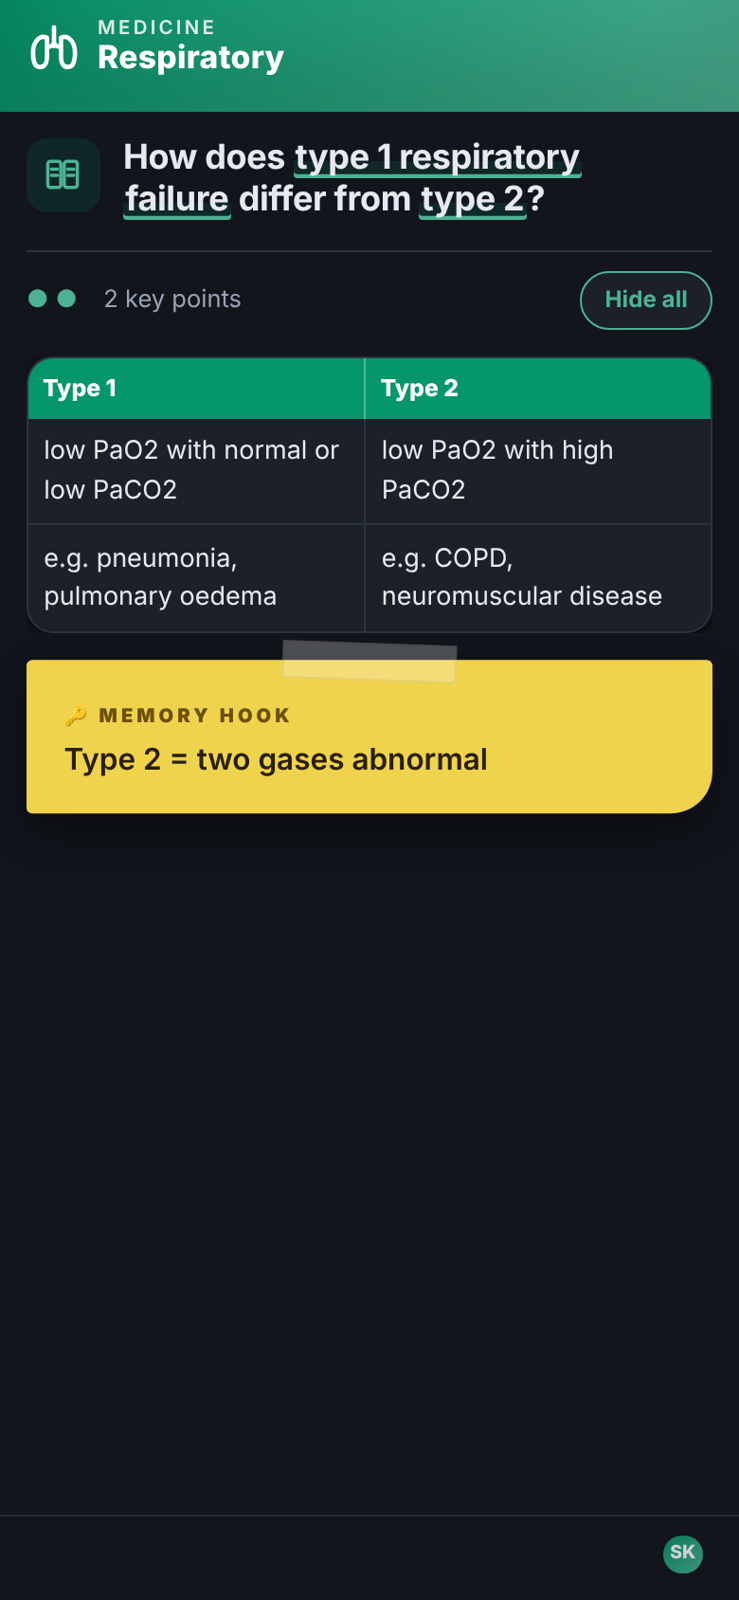 MEDICINE
Respiratory
How does type 1 respiratory
failure differ from type 2?
2 key points
Hide all
Type 1
Type 2
low PaO2 with normal or
low PaCO2
low PaO2 with high
PaCO2
e.g. pneumonia,
pulmonary oedema
e.g. COPD,
neuromuscular disease
🔑 MEMORY HOOK
Type 2 = two gases abnormal
SK